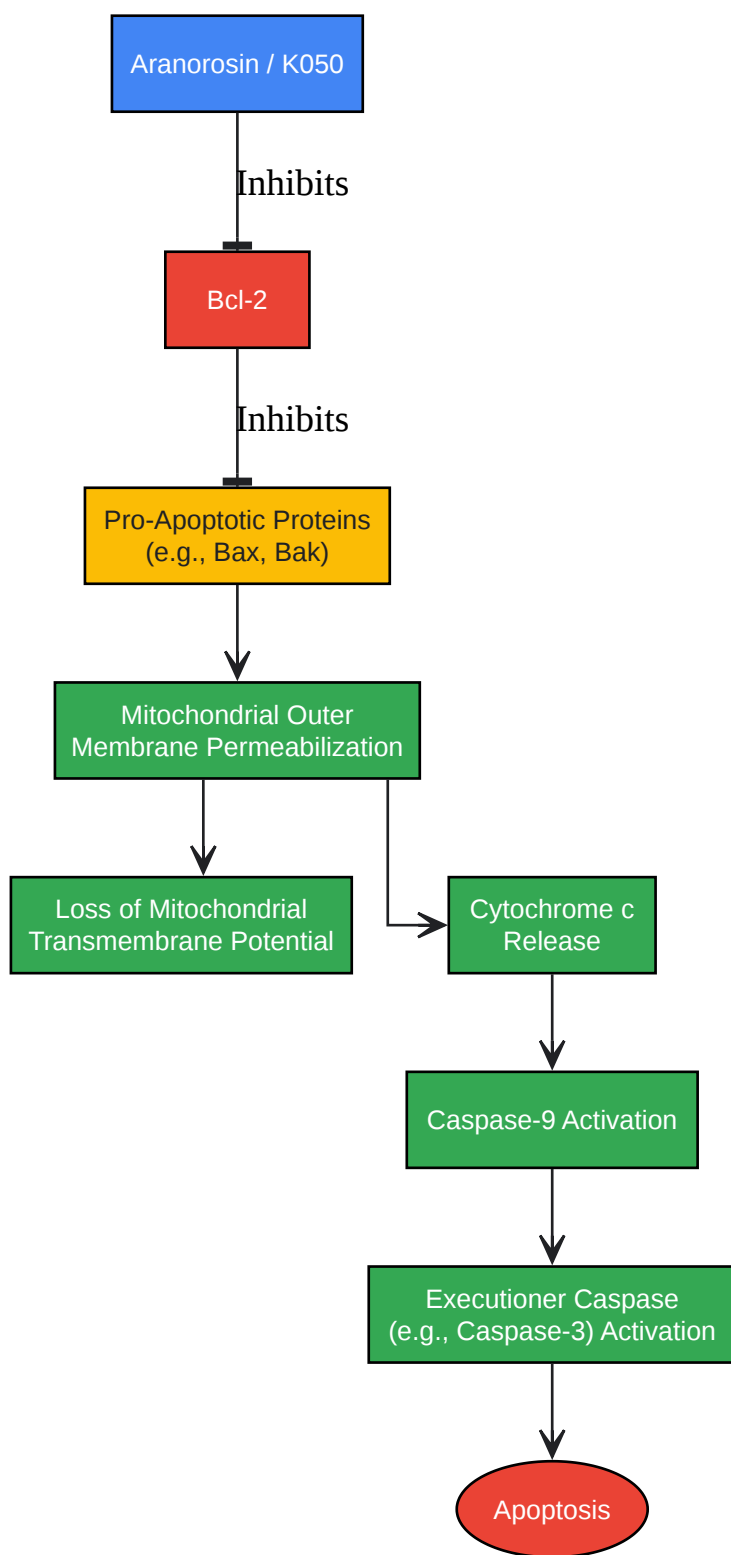 Aranorosin / K050
Inhibits
Bcl-2
Inhibits
Pro-Apoptotic Proteins
(e.g., Bax, Bak)
Mitochondrial Outer
Membrane Permeabilization
Loss of Mitochondrial
Transmembrane Potential
Cytochrome c
Release
Caspase-9 Activation
Executioner Caspase
(e.g., Caspase-3) Activation
Apoptosis